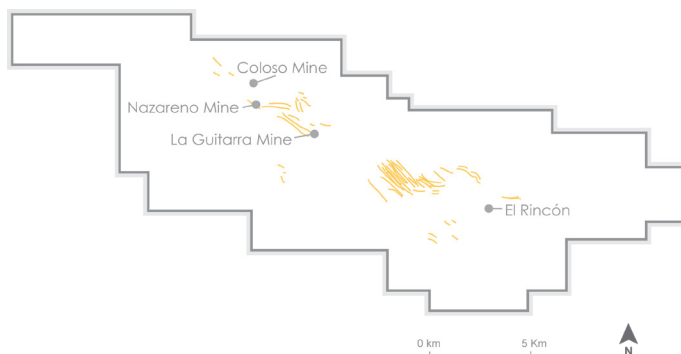 Coloso Mine
Nazareno Mine
La Guitarra Mine
El Rincón
0 km
5 Km
N